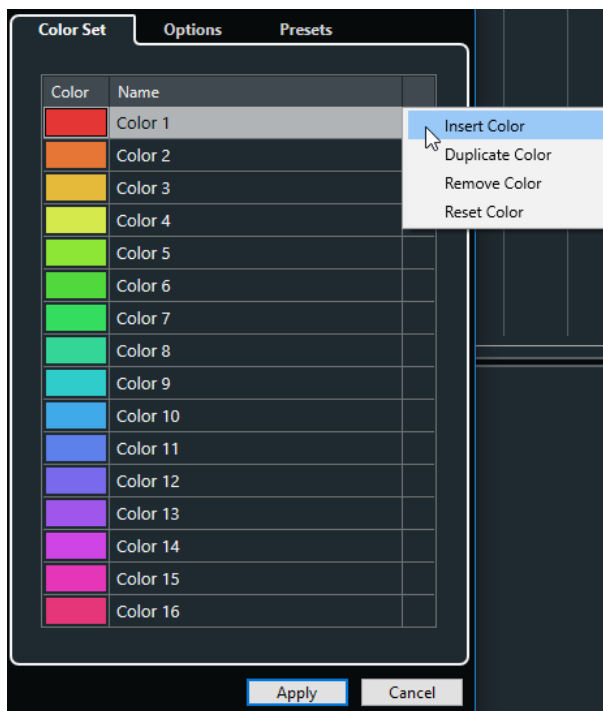 Color Set Options Presets
Color Name
Color 1
Insert Color
Color 2
Duplicate Color
Color 3
Remove Color
Color 4
Reset Color
Color 5
Color 6
Color 7
Color 8
Color 9
Color 10
Color 11
Color 12
Color 13
Color 14
Color 15
Color 16
Apply Cancel